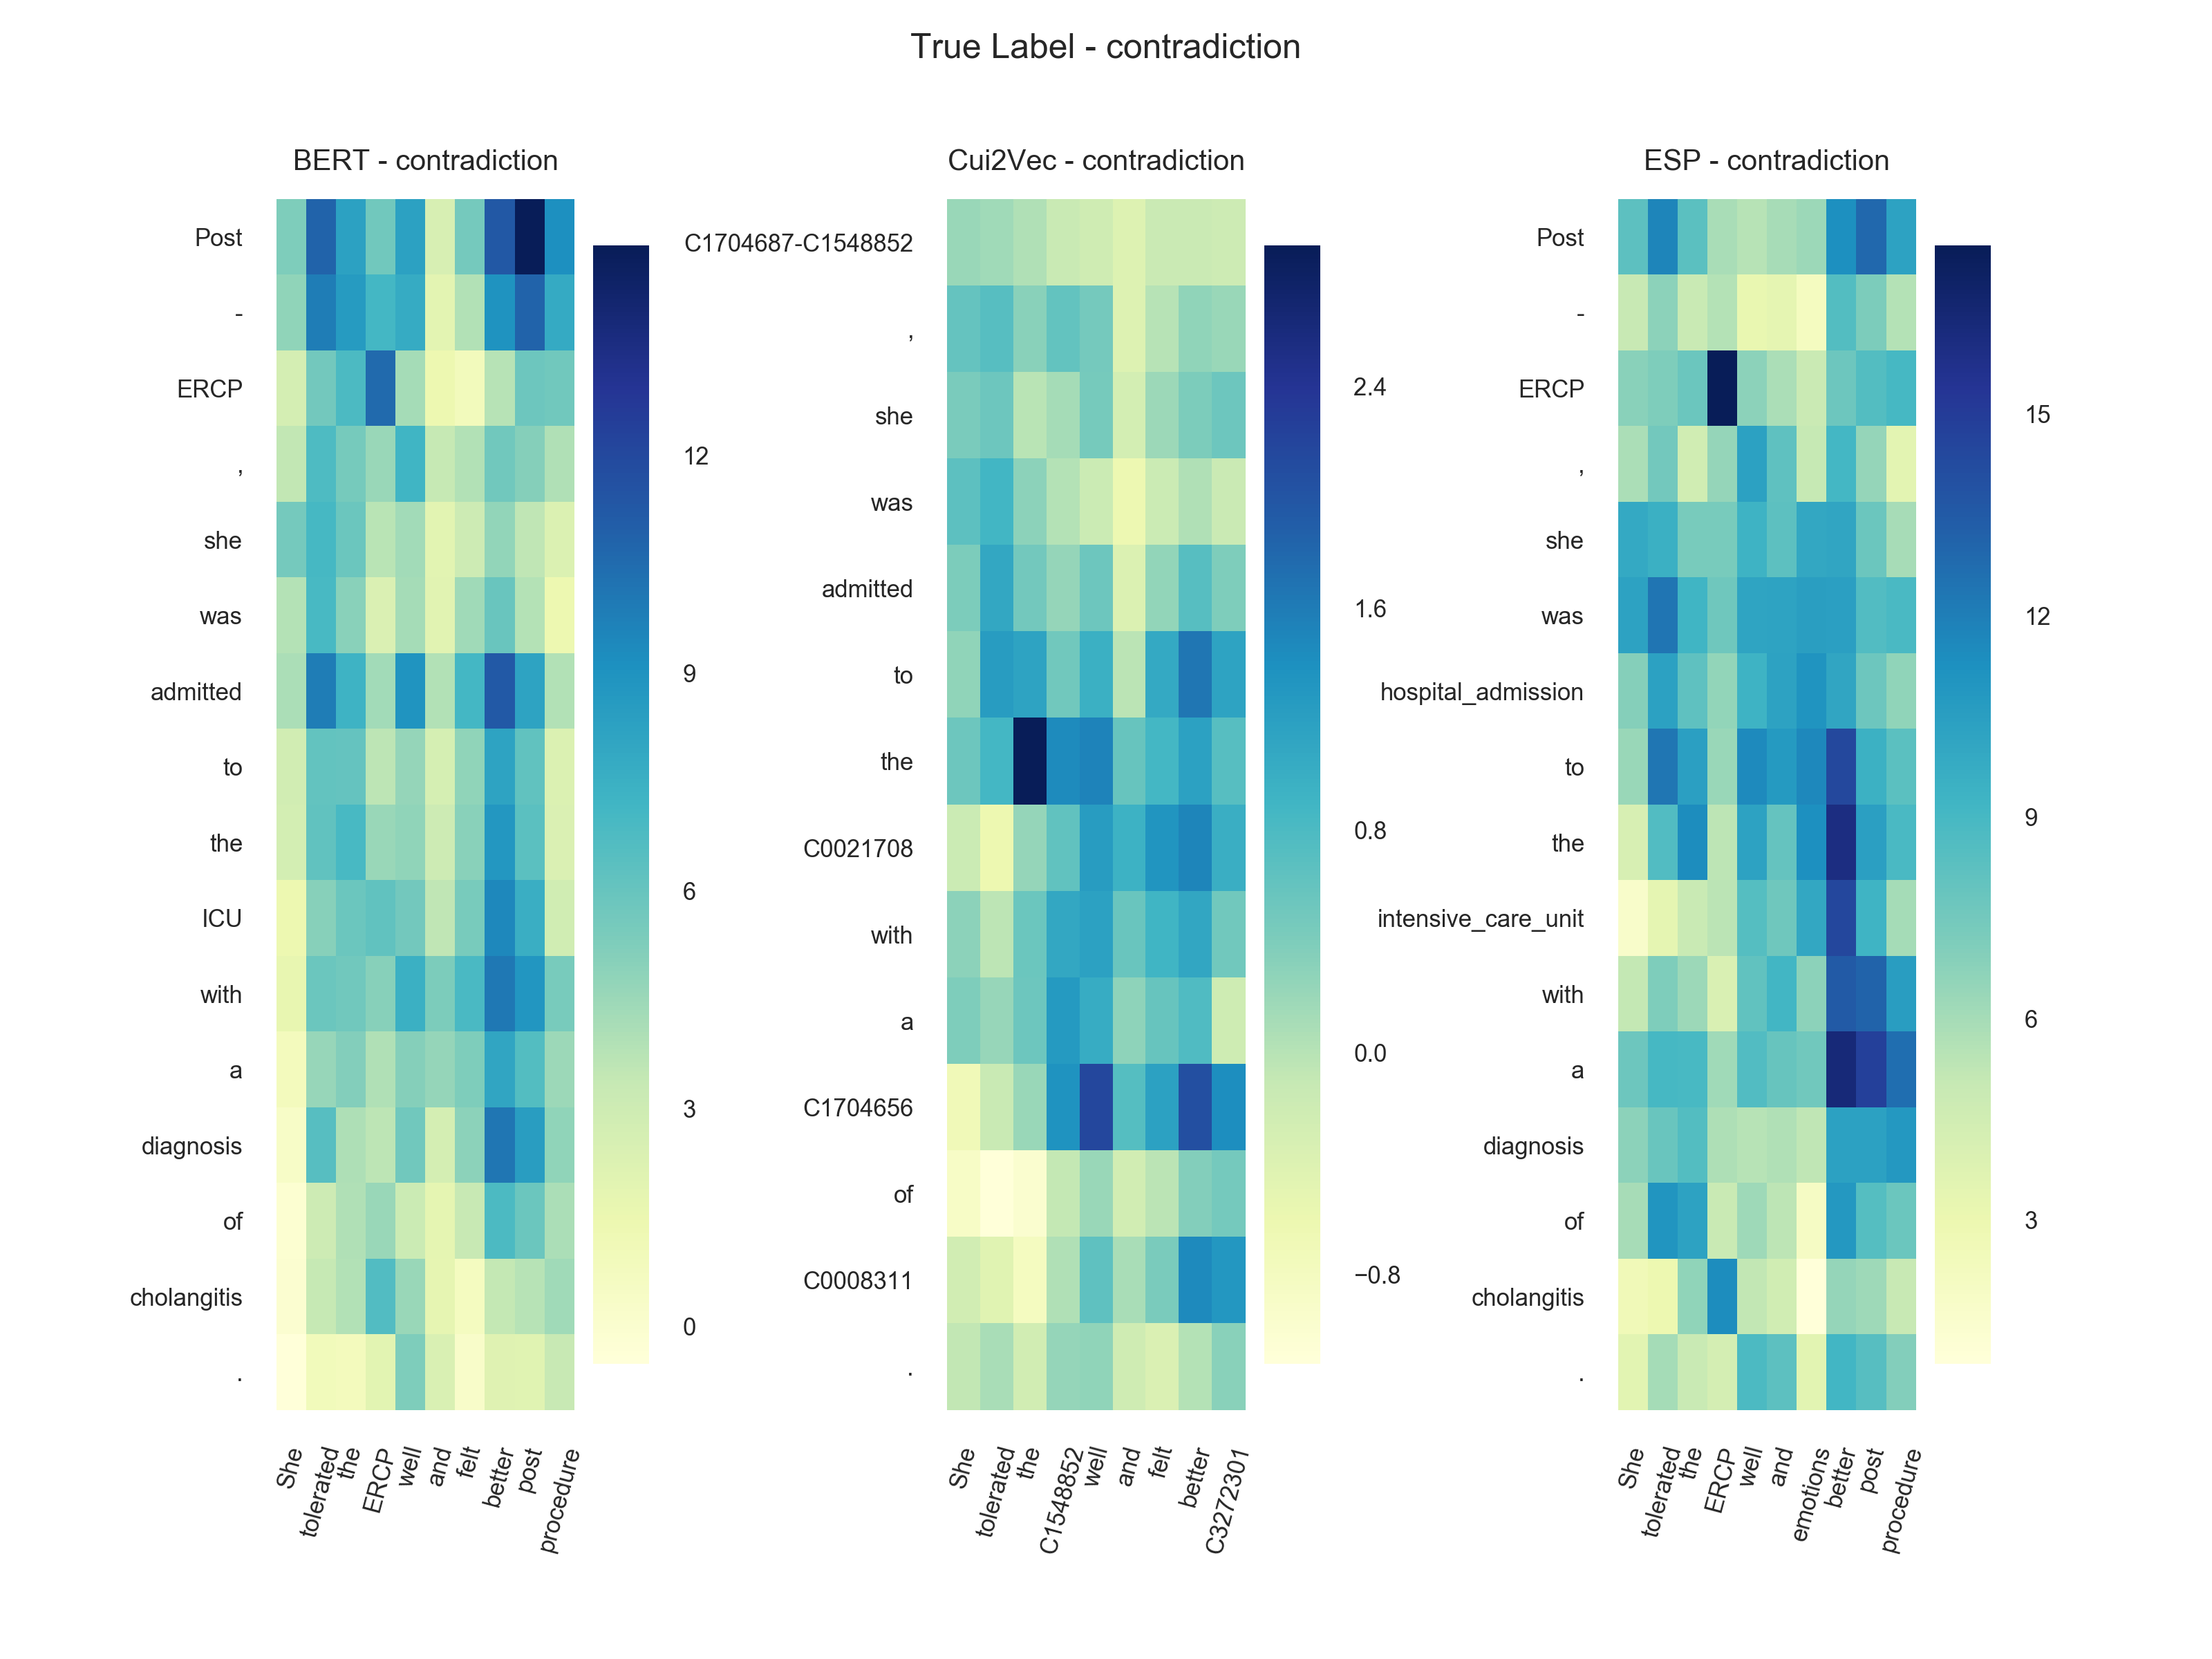 True Label - contradiction
BERT - contradiction
Post
-
ERCP
,
she
was
admitted
to
the
ICU
with
a
diagnosis
of
cholangitis
.
She
tolerated
the
ERCP
well
and
felt
better
post
procedure
12
9
6
3
0
Cui2Vec - contradiction
C1704687-C1548852
,
she
was
admitted
to
the
C0021708
with
a
C1704656
of
C0008311
.
She
tolerated
the
C1548852
well
and
felt
better
C3272301
2.4
1.6
0.8
0.0
−0.8
ESP - contradiction
Post
-
ERCP
,
she
was
hospital_admission
to
the
intensive_care_unit
with
a
diagnosis
of
cholangitis
.
She
tolerated
the
ERCP
well
and
emotions
better
post
procedure
15
12
9
6
3